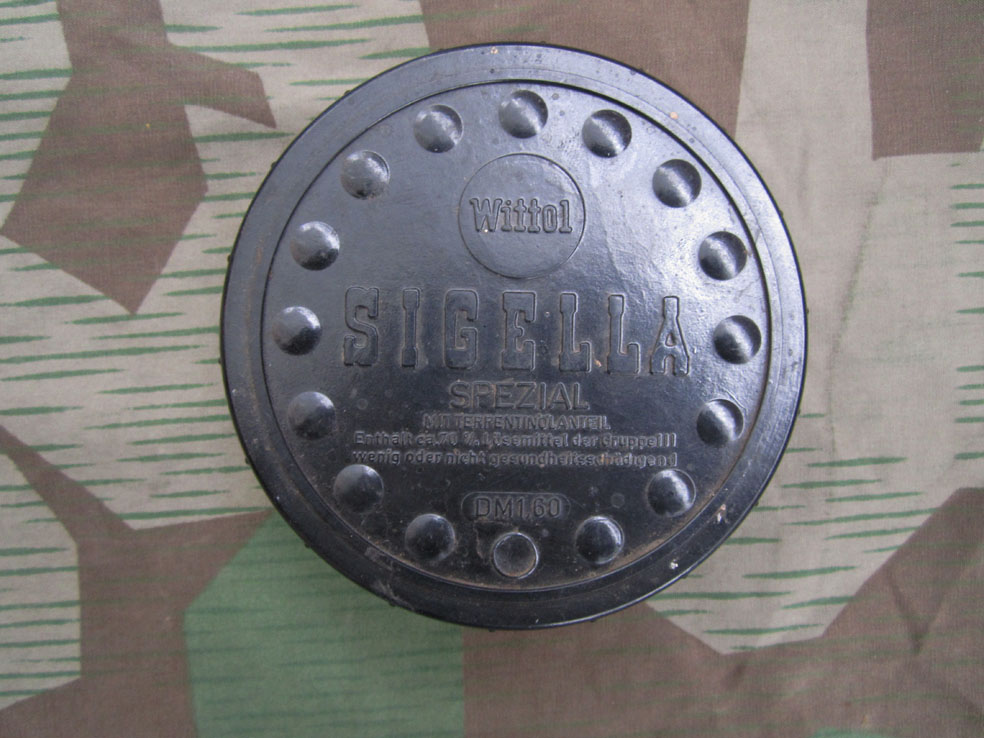 Wittol
SIGELLA
SPEZIAL
MIT TERPENTINÖLANTEIL
Enthält ca. 70 % Lösemittel der Gruppe III
wenig oder nicht gesundheitsschädigend
DM 1,60